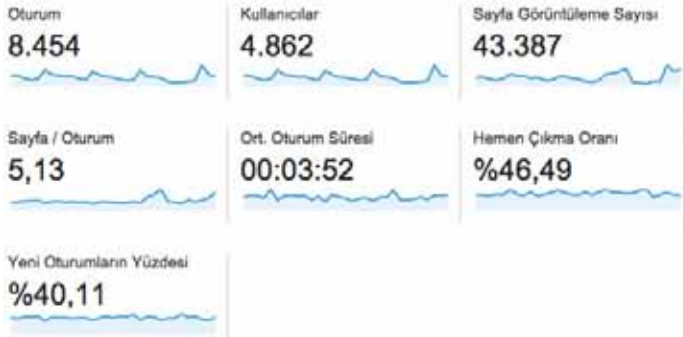 Oturum
8.454
Kullanıcılar
4.862
Sayfa Görüntüleme Sayısı
43.387
Sayfa / Oturum
5,13
Ort. Oturum Süresi
00:03:52
Hemen Çıkma Oranı
%46,49
Yeni Oturumların Yüzdesi
%40,11